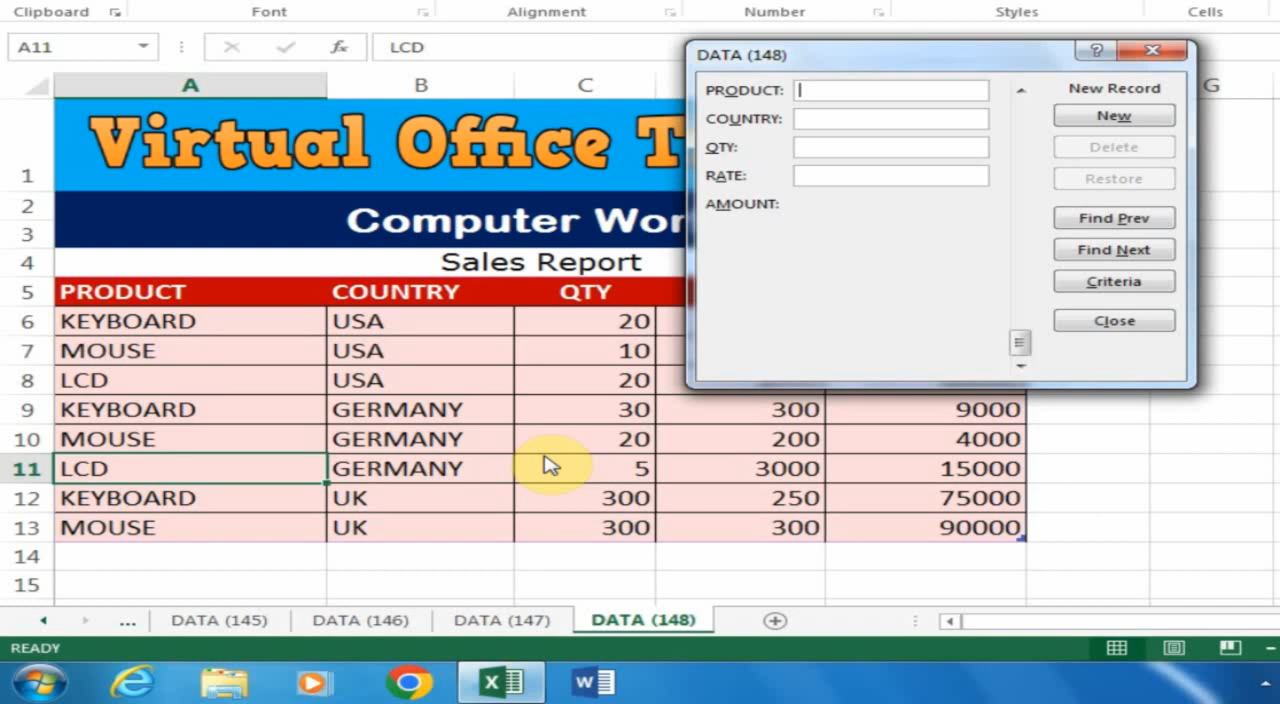 Clipboard Font Alignment Number Styles Cells
A11 fx LCD
A B C G
DATA (148)
PRODUCT:
COUNTRY:
QTY:
RATE:
AMOUNT:
New Record
New
Delete
Restore
Find Prev
Find Next
Criteria
Close
1 Virtual Office T
2
3 Computer Wor
4 Sales Report
5 PRODUCT COUNTRY QTY
6 KEYBOARD USA 20
7 MOUSE USA 10
8 LCD USA 20
9 KEYBOARD GERMANY 30 300 9000
10 MOUSE GERMANY 20 200 4000
11 LCD GERMANY 5 3000 15000
12 KEYBOARD UK 300 250 75000
13 MOUSE UK 300 300 90000
14
15
... DATA (145) DATA (146) DATA (147) DATA (148)
READY